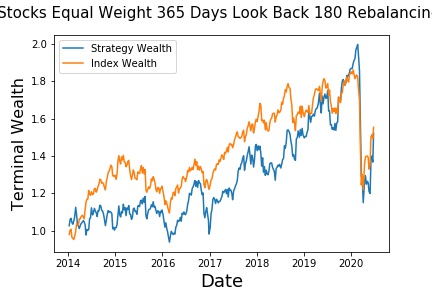 Stocks Equal Weight 365 Days Look Back 180 Rebalancin
Strategy Wealth
Index Wealth
Terminal Wealth
2.0
1.8
1.6
1.4
1.2
1.0
2014 2015 2016 2017 2018 2019 2020
Date